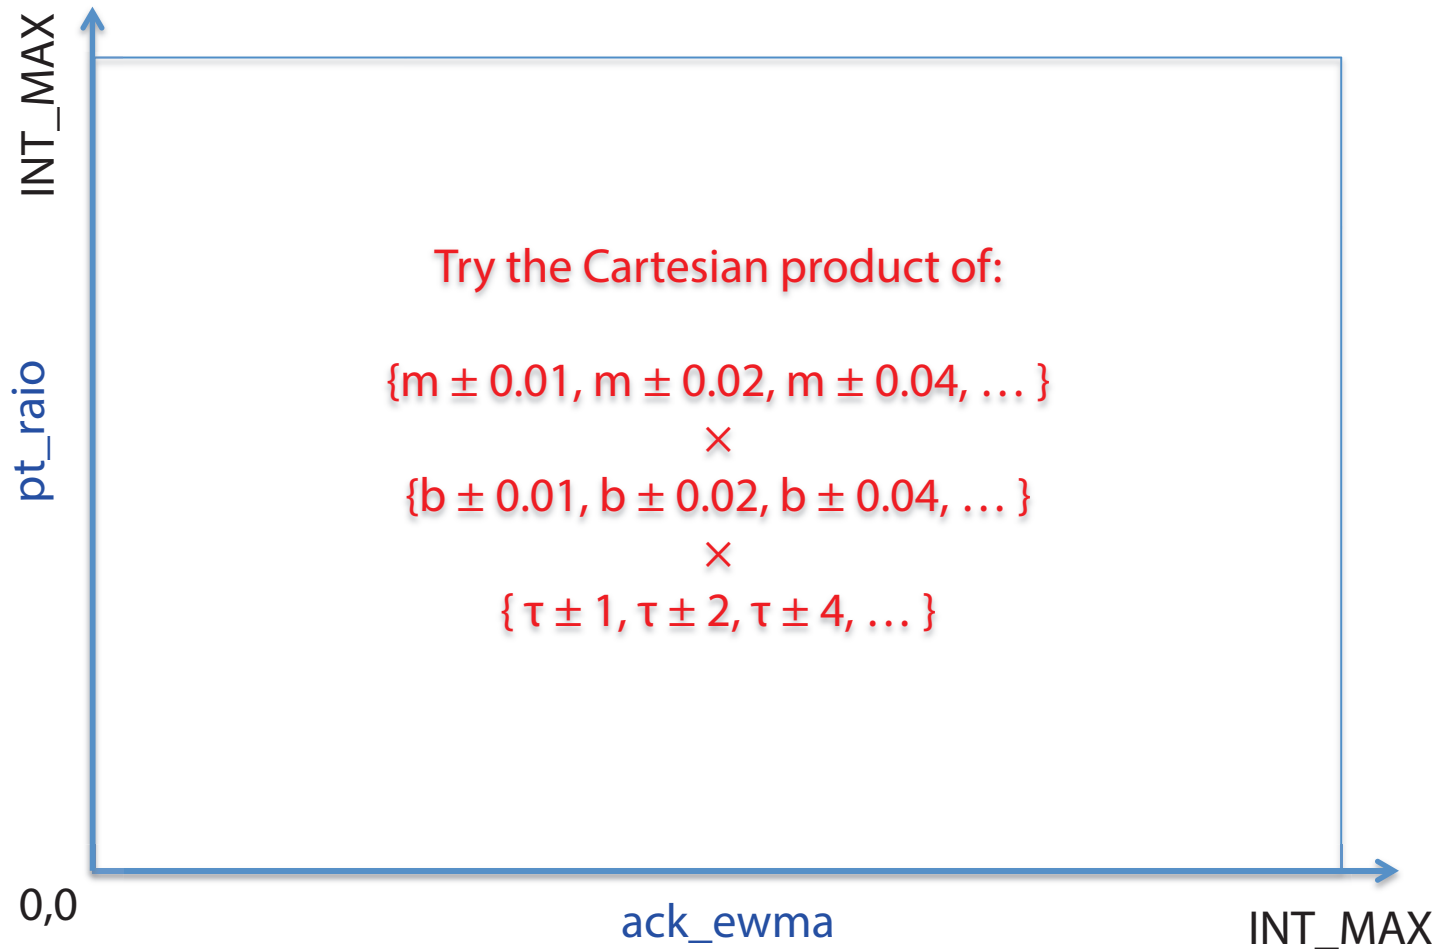 INT_MAX
Try the Cartesian product of:
{m ± 0.01, m ± 0.02, m ± 0.04, … }
×
{b ± 0.01, b ± 0.02, b ± 0.04, … }
×
{ τ ± 1, τ ± 2, τ ± 4, … }
pt_raio
0,0
ack_ewma
INT_MAX